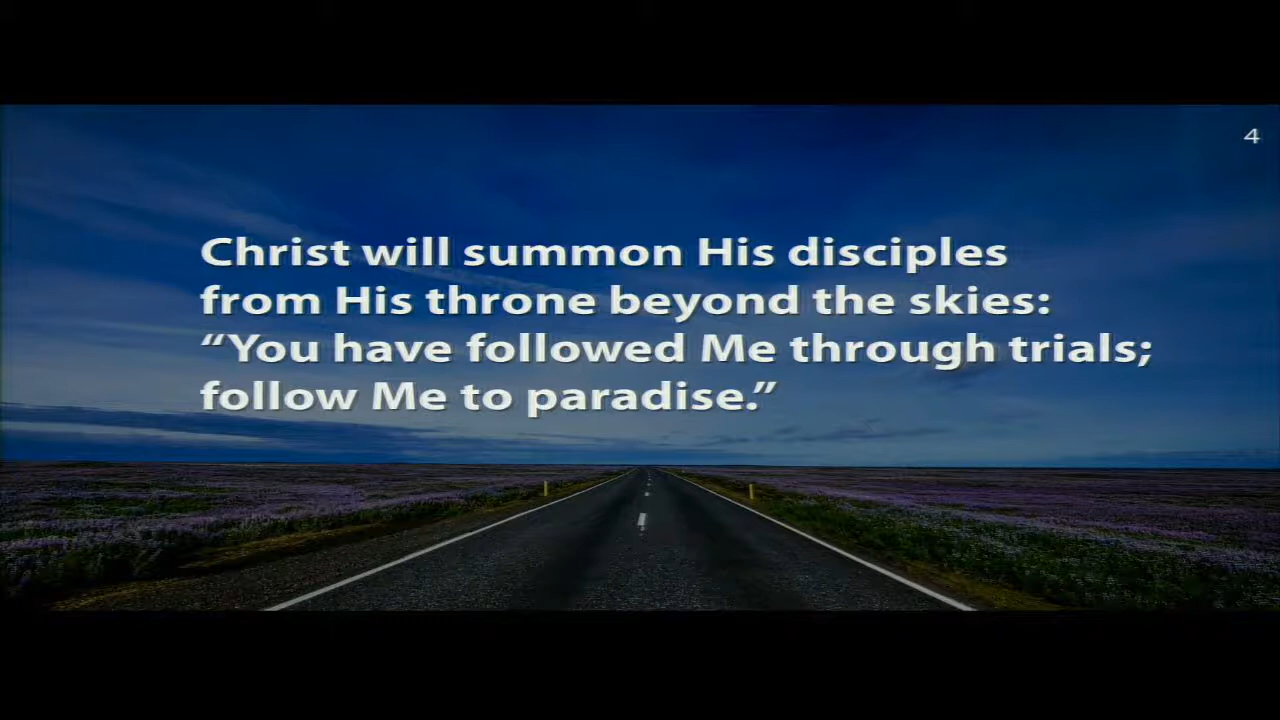 4
Christ will summon His disciples
from His throne beyond the skies:
“You have followed Me through trials;
follow Me to paradise.”